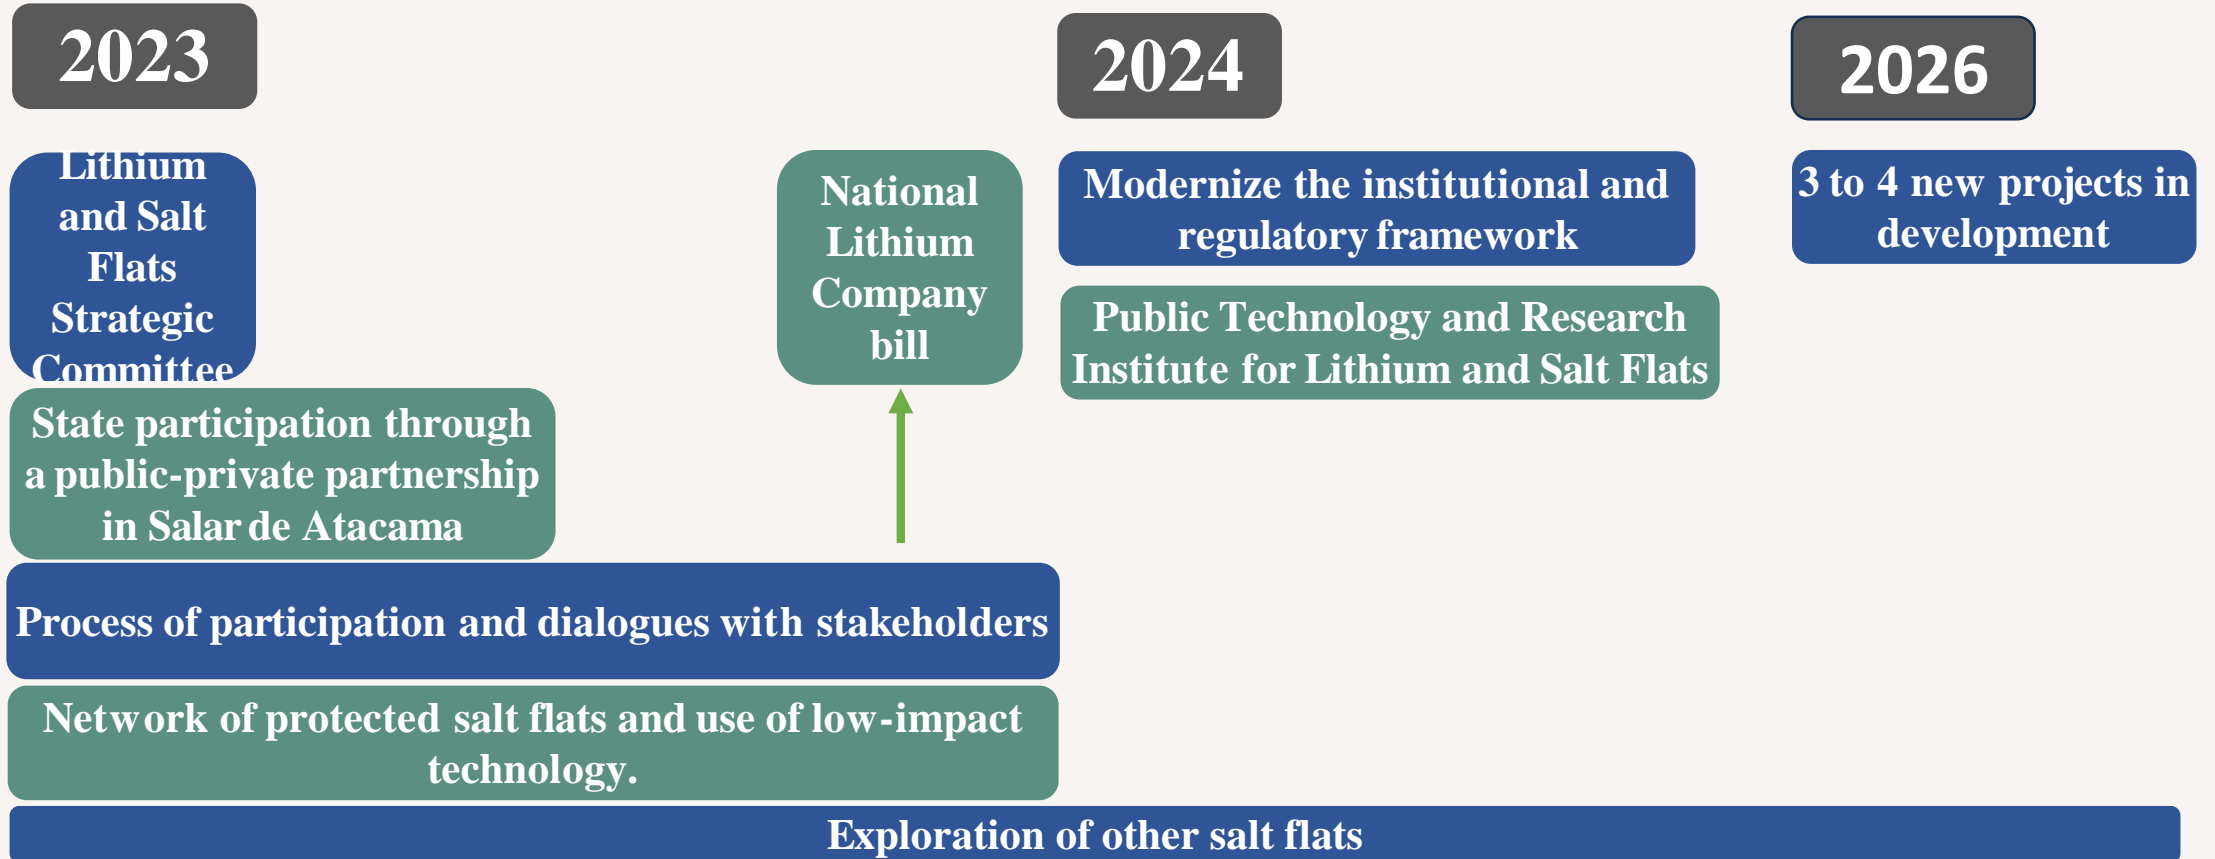 2023
2024
2026
Lithium
and Salt
Flats
Strategic
Committee
National
Lithium
Company
bill
Modernize the institutional and
regulatory framework
3 to 4 new projects in
development
Public Technology and Research
Institute for Lithium and Salt Flats
State participation through
a public-private partnership
in Salar de Atacama
Process of participation and dialogues with stakeholders
Network of protected salt flats and use of low-impact
technology.
Exploration of other salt flats